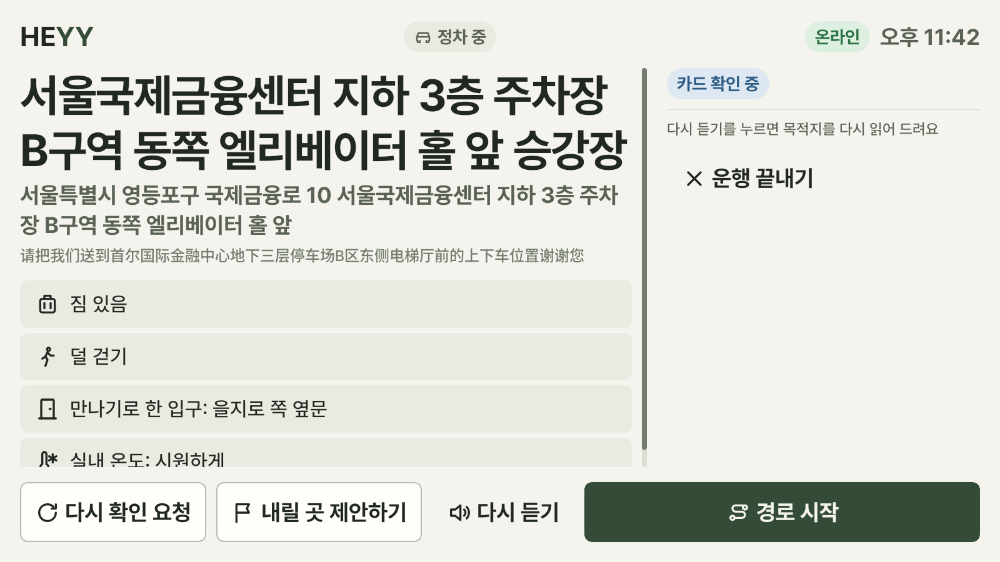 HEYY
정차 중
온라인
오후 11:42
서울국제금융센터 지하 3층 주차장
B구역 동쪽 엘리베이터 홀 앞 승강장
서울특별시 영등포구 국제금융로 10 서울국제금융센터 지하 3층 주차
장 B구역 동쪽 엘리베이터 홀 앞
请把我们送到首尔国际金融中心地下三层停车场B区东侧电梯厅前的上下车位置谢谢您
짐 있음
덜 걷기
만나기로 한 입구: 을지로 쪽 옆문
실내 온도: 시원하게
카드 확인 중
다시 듣기를 누르면 목적지를 다시 읽어 드려요
운행 끝내기
다시 확인 요청
내릴 곳 제안하기
다시 듣기
경로 시작